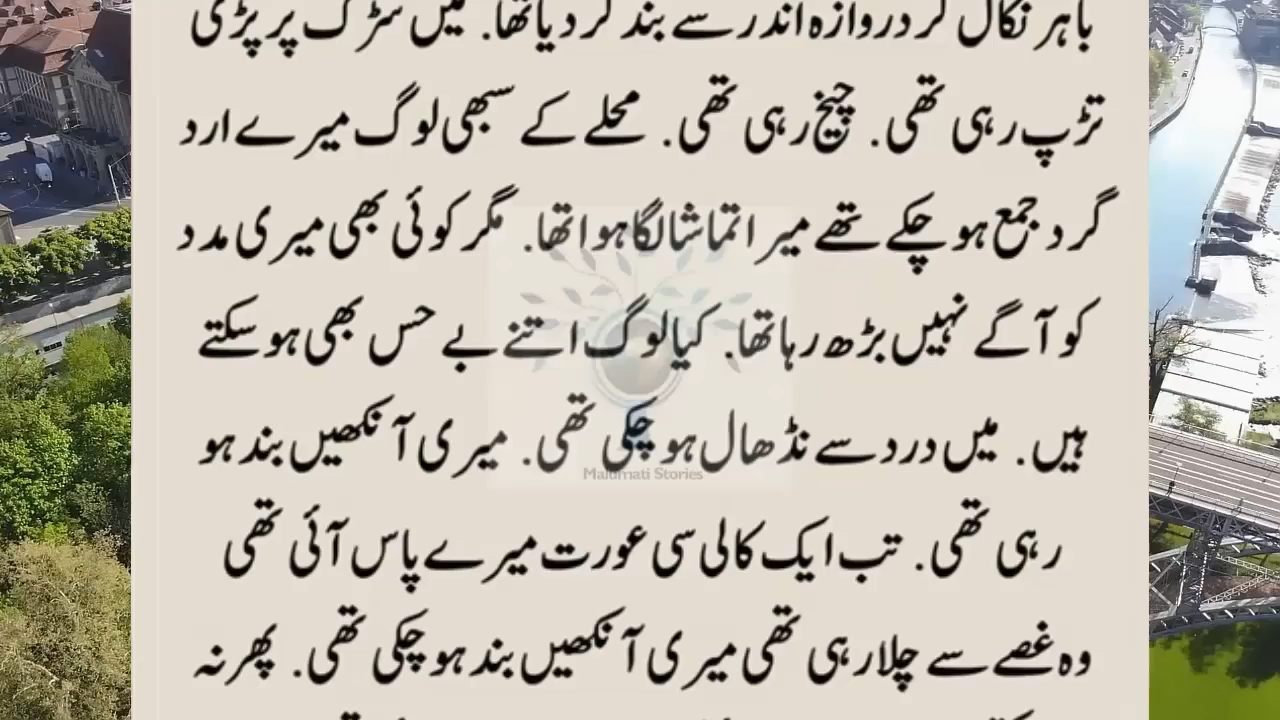 باہر نکال کر دروازہ اندر سے بند کر دیا تھا. میں سڑک پر پڑی
تڑپ رہی تھی. چیخ رہی تھی. محلے کے سبھی لوگ میرے ارد
گرد جمع ہو چکے تھے میرا تماشا لگا ہوا تھا. مگر کوئی بھی میری مدد
کو آگے نہیں بڑھ رہا تھا. کیا لوگ اتنے بے حس بھی ہو سکتے
ہیں. میں درد سے نڈھال ہو چکی تھی. میری آنکھیں بند ہو
رہی تھی. تب ایک کالی سی عورت میرے پاس آئی تھی
وہ غصے سے چلا رہی تھی میری آنکھیں بند ہو چکی تھی. پھر نہ
Malumati Stories